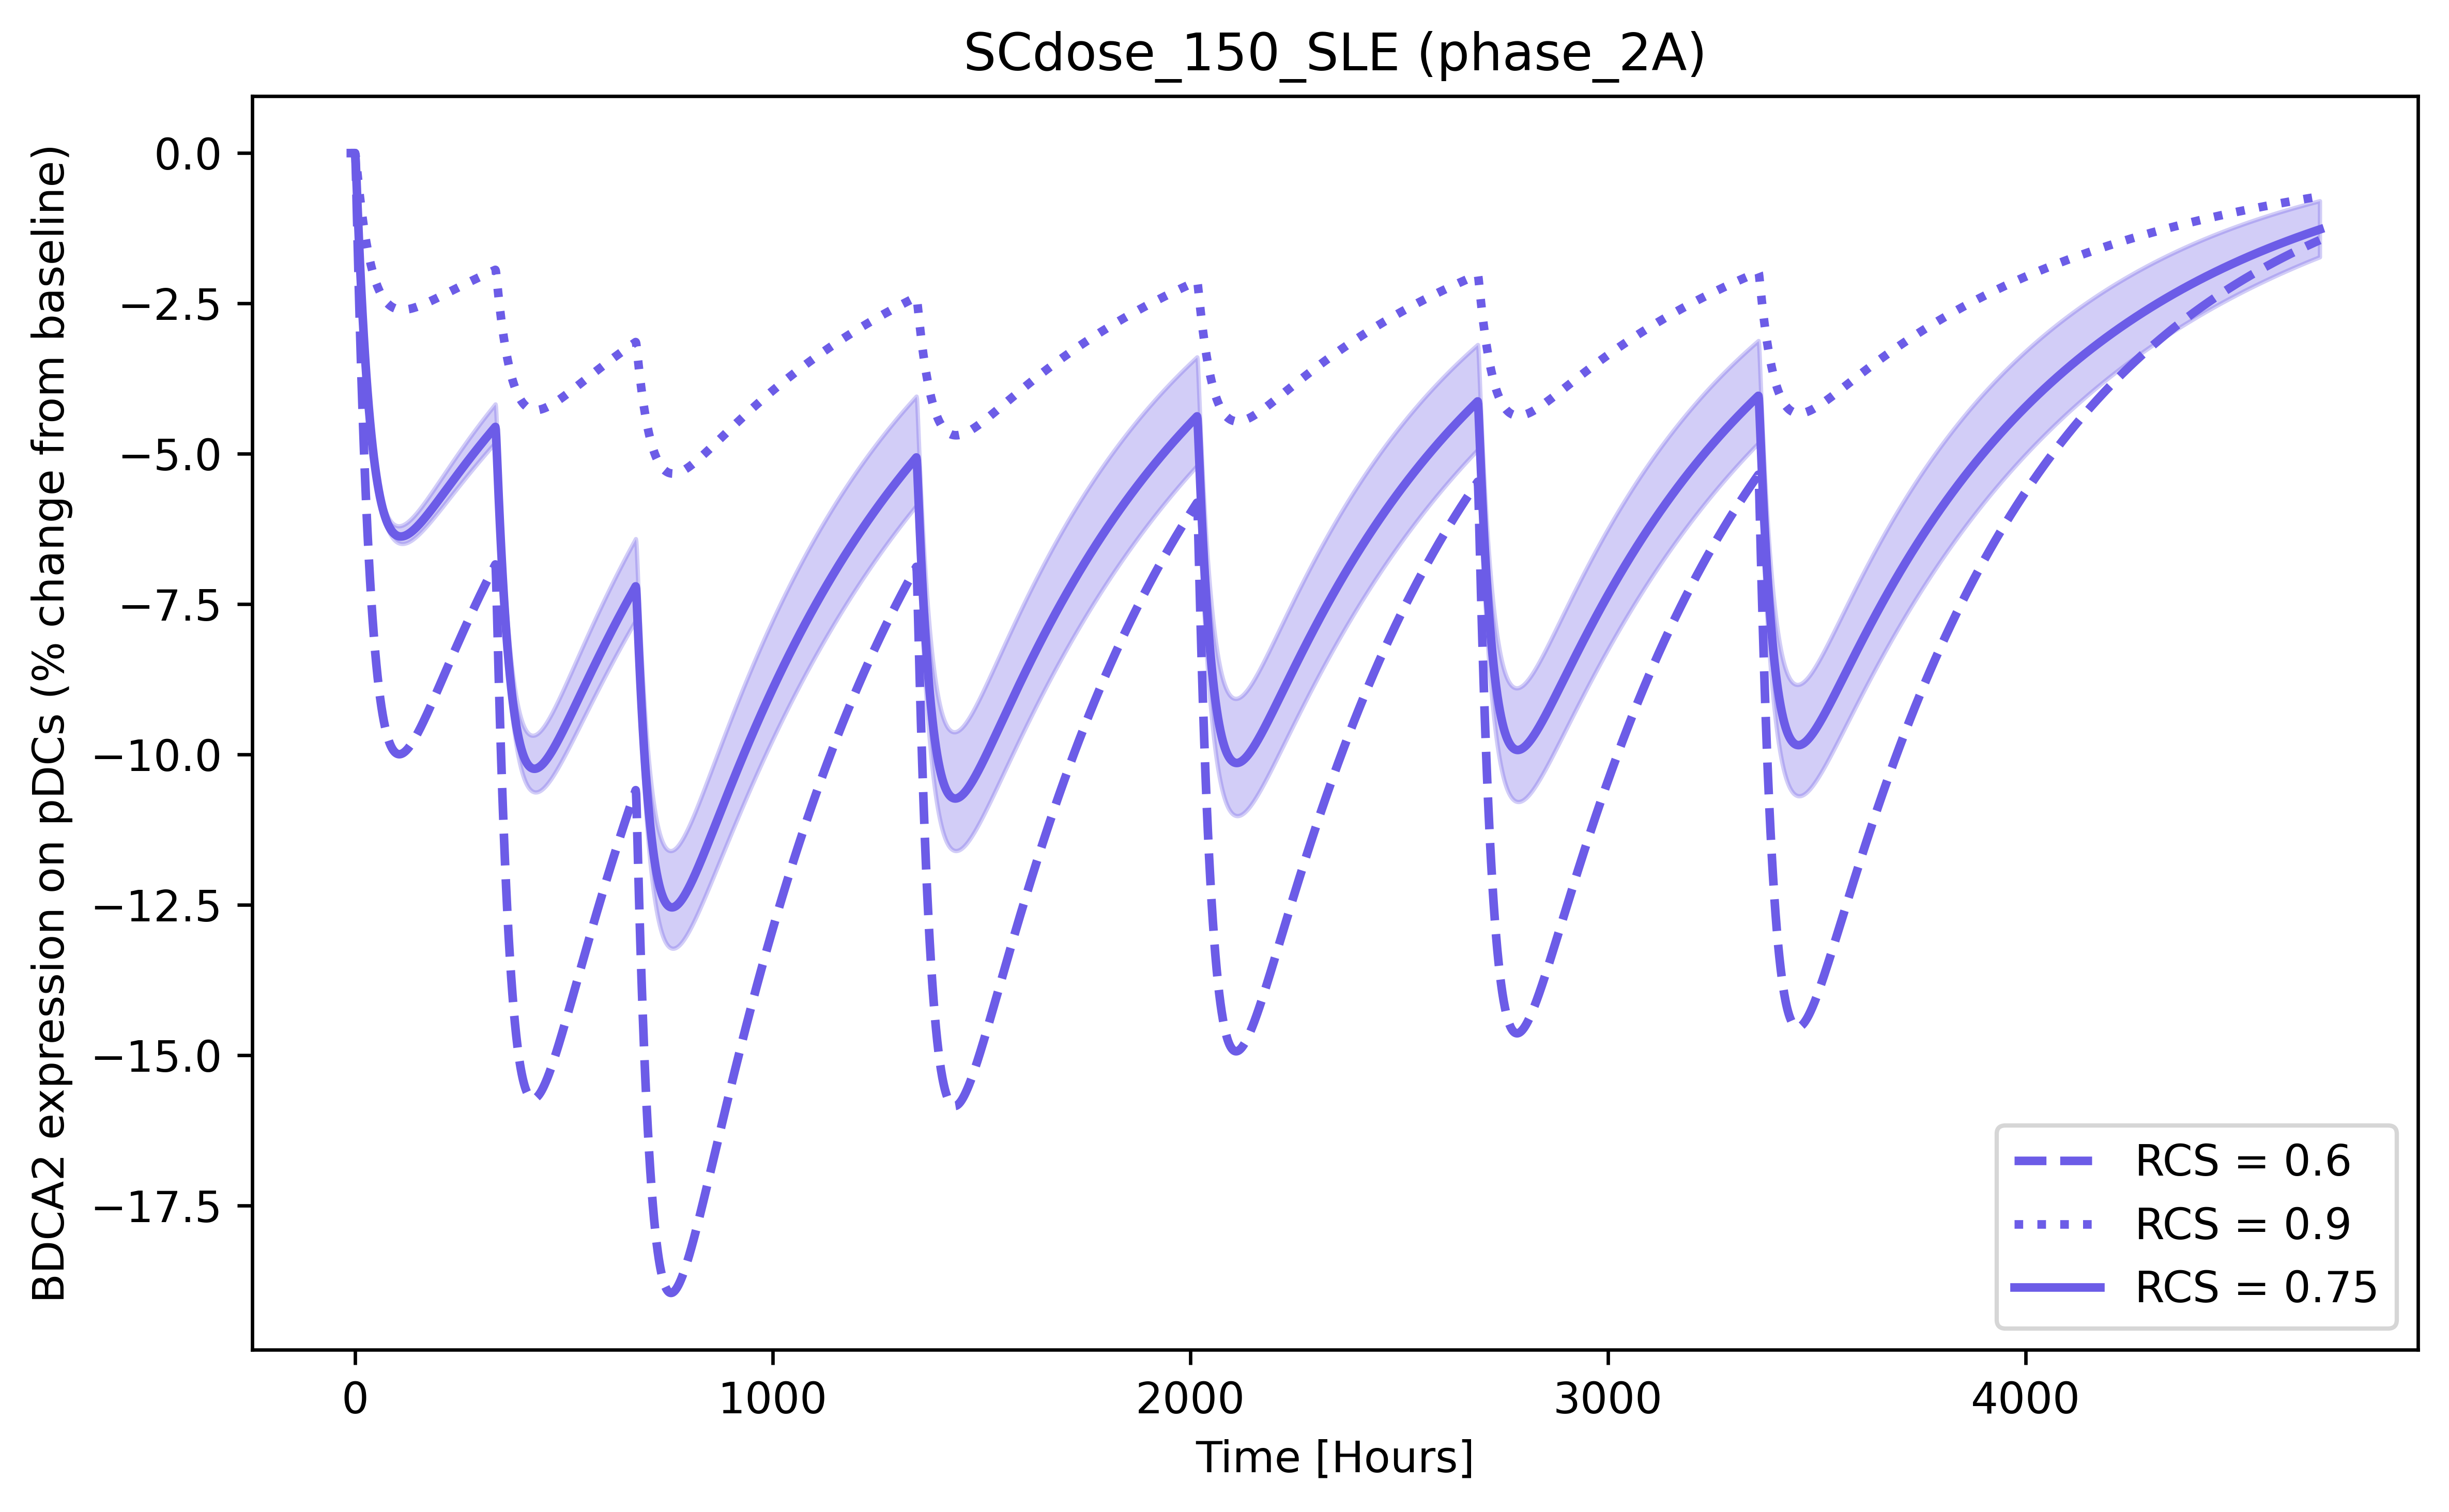 SCdose_150_SLE (phase_2A)
BDCA2 expression on pDCs (% change from baseline)
0.0
−2.5
−5.0
−7.5
−10.0
−12.5
−15.0
−17.5
RCS = 0.6
RCS = 0.9
RCS = 0.75
0 1000 2000 3000 4000
Time [Hours]